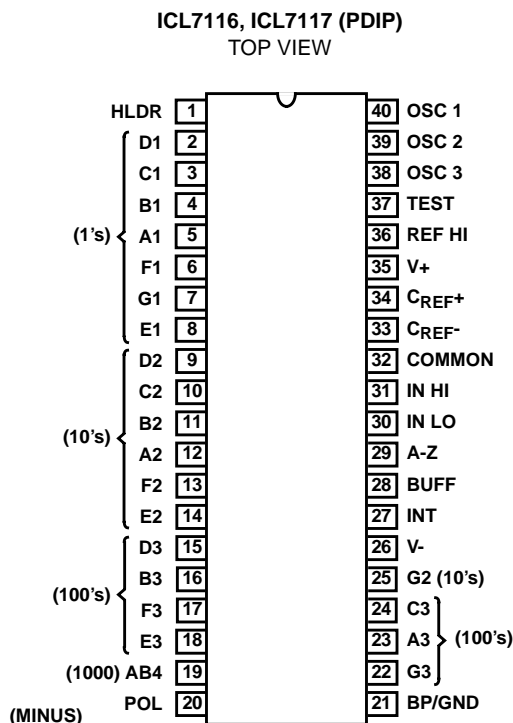 ICL7116, ICL7117 (PDIP)
TOP VIEW
HLDR 1 40 OSC 1
D1 2 39 OSC 2
C1 3 38 OSC 3
B1 4 37 TEST
(1's) A1 5 36 REF HI
F1 6 35 V+
G1 7 34 CREF+
E1 8 33 CREF-
D2 9 32 COMMON
C2 10 31 IN HI
B2 11 30 IN LO
(10's) A2 12 29 A-Z
F2 13 28 BUFF
E2 14 27 INT
D3 15 26 V-
B3 16 25 G2 (10's)
(100's) F3 17 24 C3
E3 18 23 A3 (100's)
(1000) AB4 19 22 G3
POL 20 21 BP/GND
(MINUS)